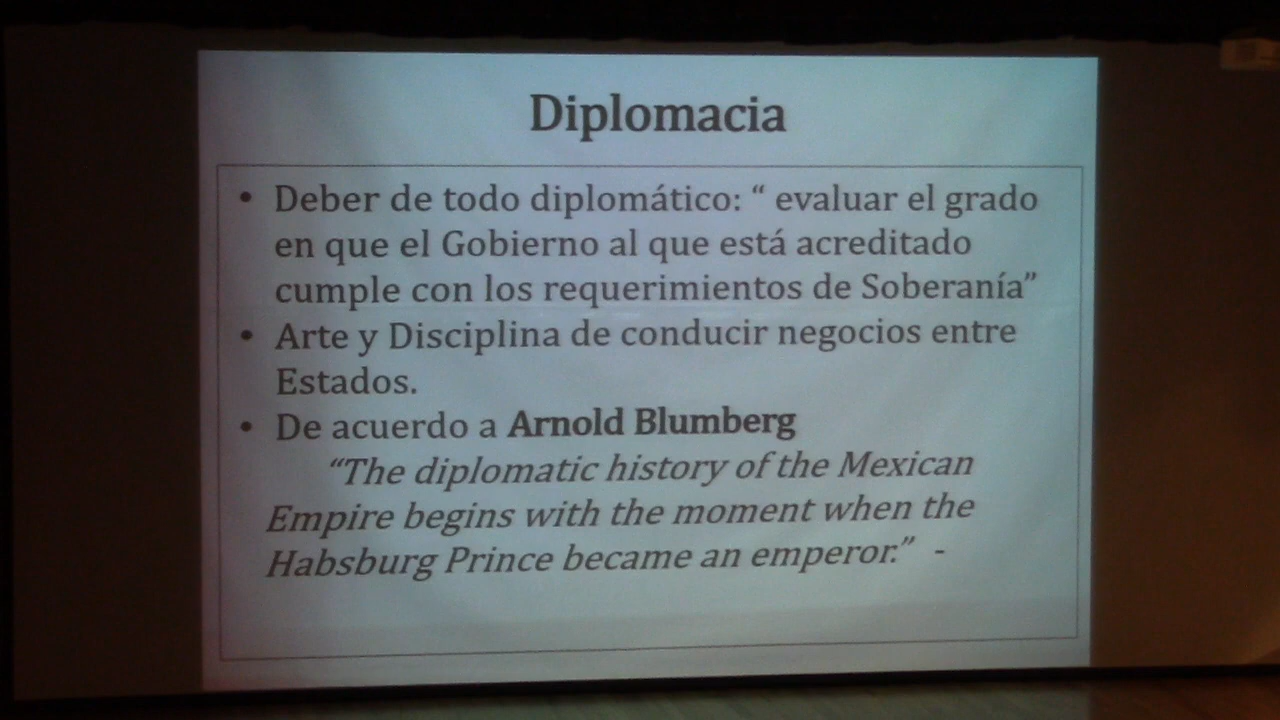 Diplomacia
• Deber de todo diplomático: “ evaluar el grado
en que el Gobierno al que está acreditado
cumple con los requerimientos de Soberanía”
• Arte y Disciplina de conducir negocios entre
Estados.
• De acuerdo a Arnold Blumberg
“The diplomatic history of the Mexican
Empire begins with the moment when the
Habsburg Prince became an emperor.” -